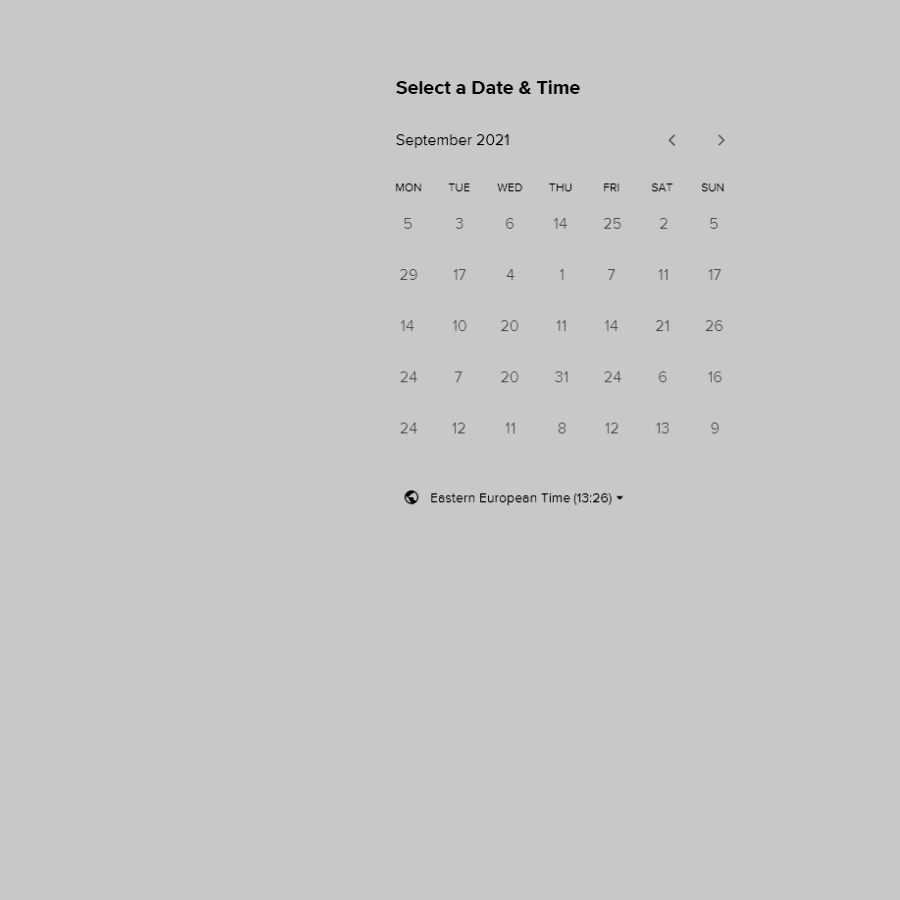 Select a Date & Time
September 2021
MON TUE WED THU FRI SAT SUN
5 3 6 14 25 2 5
29 17 4 1 7 11 17
14 10 20 11 14 21 26
24 7 20 31 24 6 16
24 12 11 8 12 13 9
Eastern European Time (13:26)